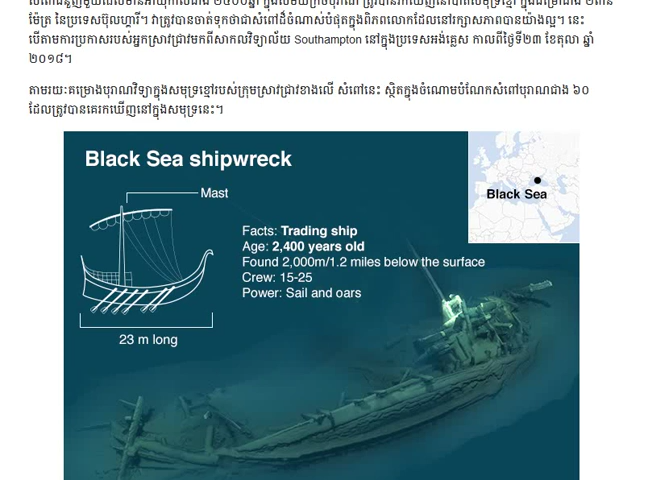 ម៉ែត្រ នៃប្រទេសប៊ុលហ្គារី។ វាត្រូវបានចាត់ទុកថាជាសំពៅដ៏ចំណាស់បំផុតក្នុងពិភពលោកដែលនៅរក្សាសភាពបានយ៉ាងល្អ។ នេះ
បើតាមការប្រកាសរបស់អ្នកស្រាវជ្រាវមកពីសាកលវិទ្យាល័យ Southampton នៅក្នុងប្រទេសអង់គ្លេស កាលពីថ្ងៃទី២៣ ខែតុលា ឆ្នាំ
២០១៨។
តាមរយៈគម្រោងបុរាណវិទ្យាក្នុងសមុទ្រខ្មៅរបស់ក្រុមស្រាវជ្រាវខាងលើ សំពៅនេះ ស្ថិតក្នុងចំណោមបំណែកសំពៅបុរាណជាង ៦០
ដែលត្រូវបានគេរកឃើញនៅក្នុងសមុទ្រនេះ។
Black Sea shipwreck
Mast
Black Sea
Facts: Trading ship
Age: 2,400 years old
Found 2,000m/1.2 miles below the surface
Crew: 15-25
Power: Sail and oars
23 m long